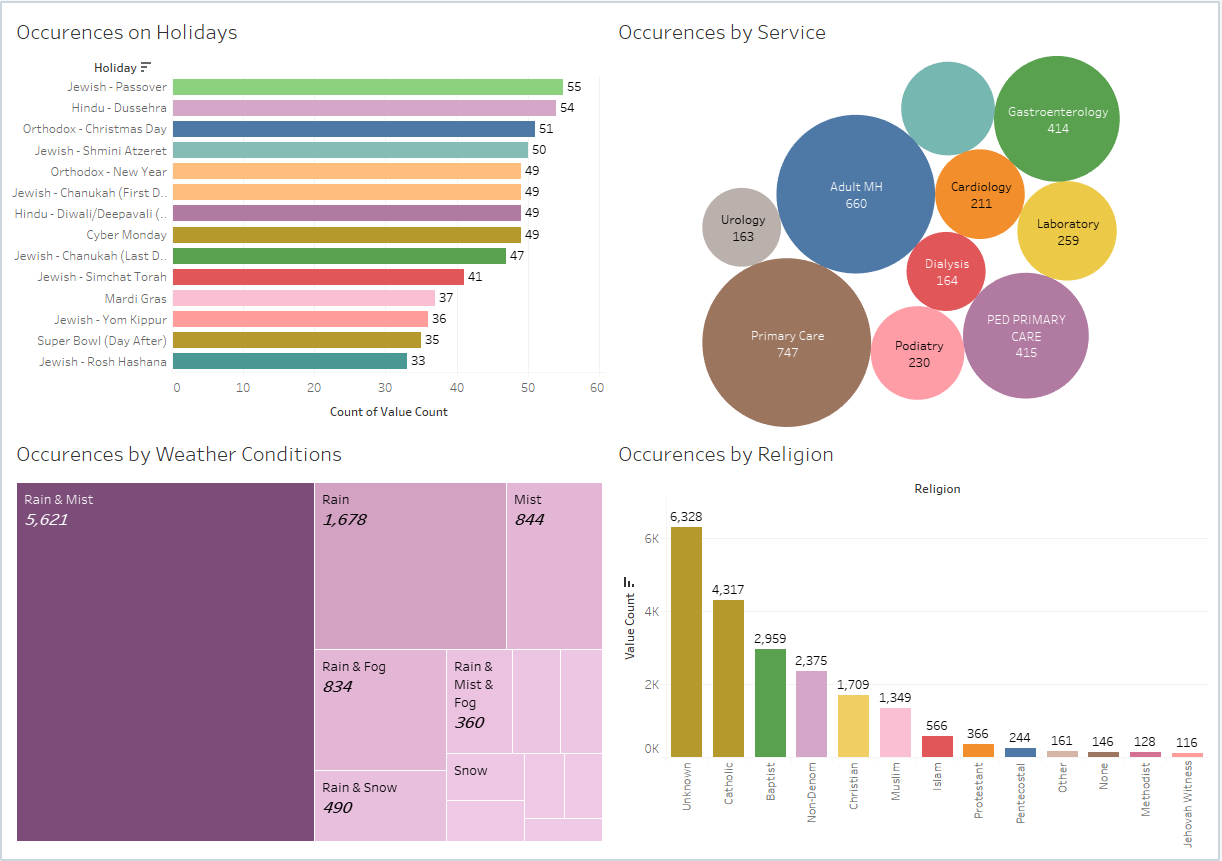 Occurences on Holidays
Holiday
Jewish - Passover 55
Hindu - Dussehra 54
Orthodox - Christmas Day 51
Jewish - Shmini Atzeret 50
Orthodox - New Year 49
Jewish - Chanukah (First D.. 49
Hindu - Diwali/Deepavali (.. 49
Cyber Monday 49
Jewish - Chanukah (Last D.. 47
Jewish - Simchat Torah 41
Mardi Gras 37
Jewish - Yom Kippur 36
Super Bowl (Day After) 35
Jewish - Rosh Hashana 33
0 10 20 30 40 50 60
Count of Value Count
Occurences by Service
Gastroenterology
414
Adult MH
660
Cardiology
211
Urology
163
Laboratory
259
Dialysis
164
Primary Care
747
PED PRIMARY
CARE
415
Podiatry
230
Occurences by Weather Conditions
Rain & Mist
5,621
Rain
1,678
Mist
844
Rain & Fog
834
Rain &
Mist &
Fog
360
Snow
Rain & Snow
490
Occurences by Religion
Religion
Value Count
6K
4K
2K
0K
6,328
4,317
2,959
2,375
1,709
1,349
566
366
244
161
146
128
116
Unknown
Catholic
Baptist
Non-Denom
Christian
Muslim
Islam
Protestant
Pentecostal
Other
None
Methodist
Jehovah Witness